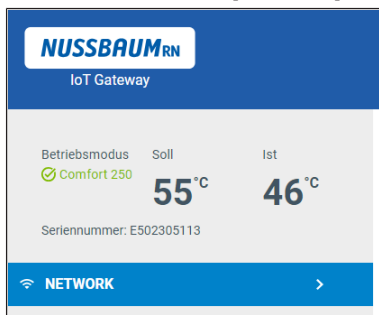 NUSSBAUMRN
IoT Gateway
Betriebsmodus Soll Ist
Comfort 250
55°C 46°C
Seriennummer: E502305113
NETWORK